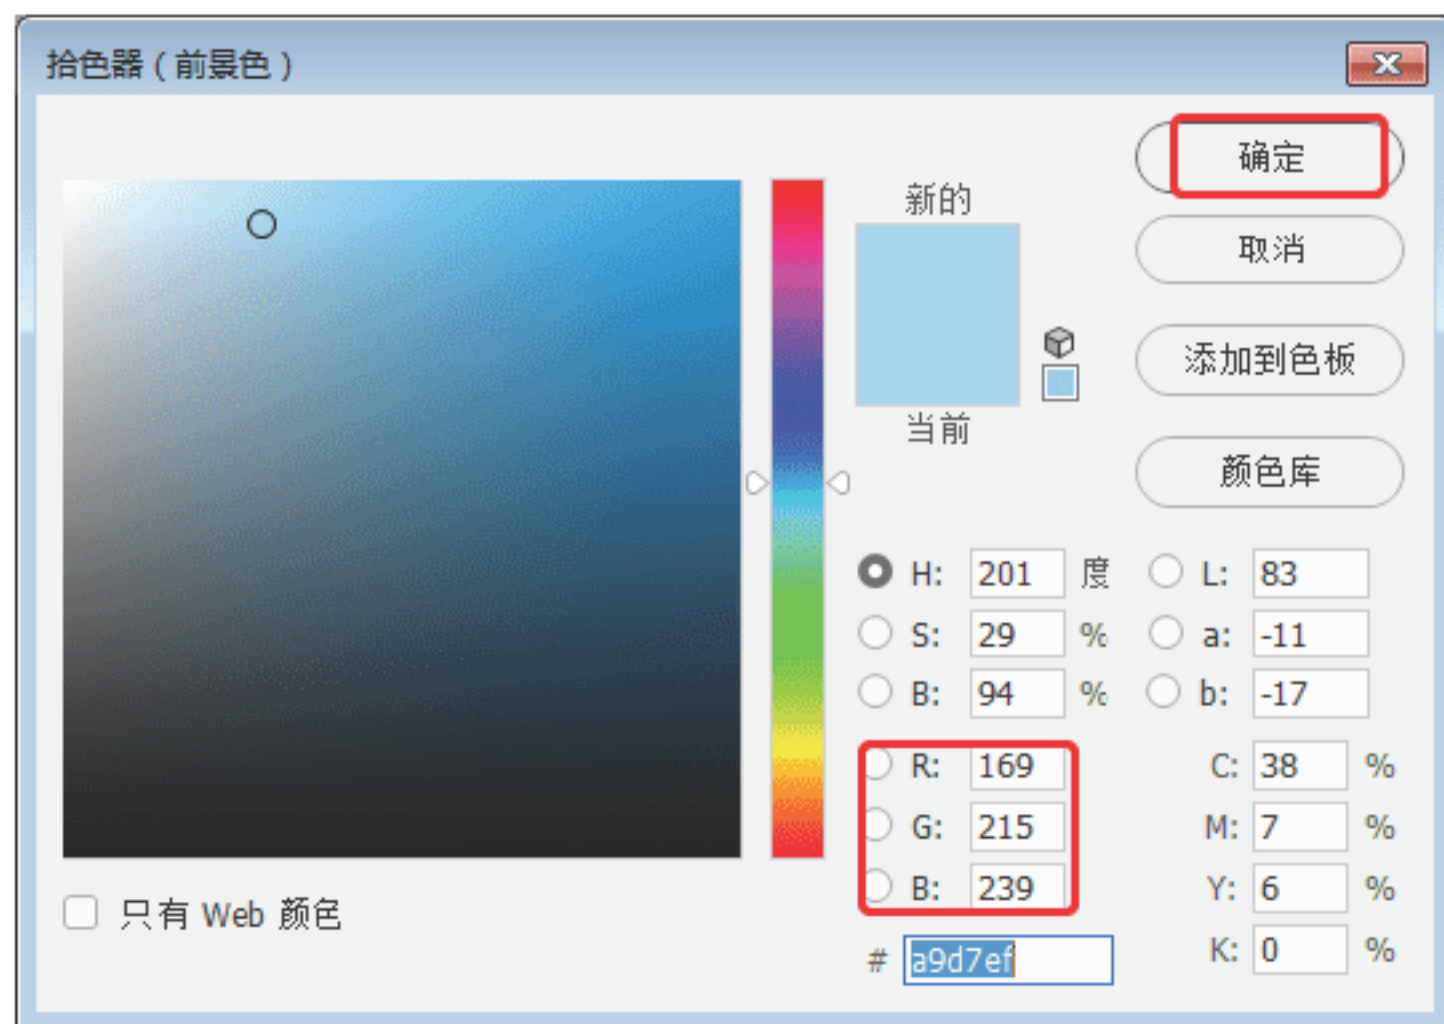 拾色器（前景色）
确定
新的
取消
添加到色板
当前
颜色库
H: 201 度 L: 83
S: 29 % a: -11
B: 94 % b: -17
R: 169 C: 38 %
G: 215 M: 7 %
B: 239 Y: 6 %
只有 Web 颜色
# a9d7ef K: 0 %